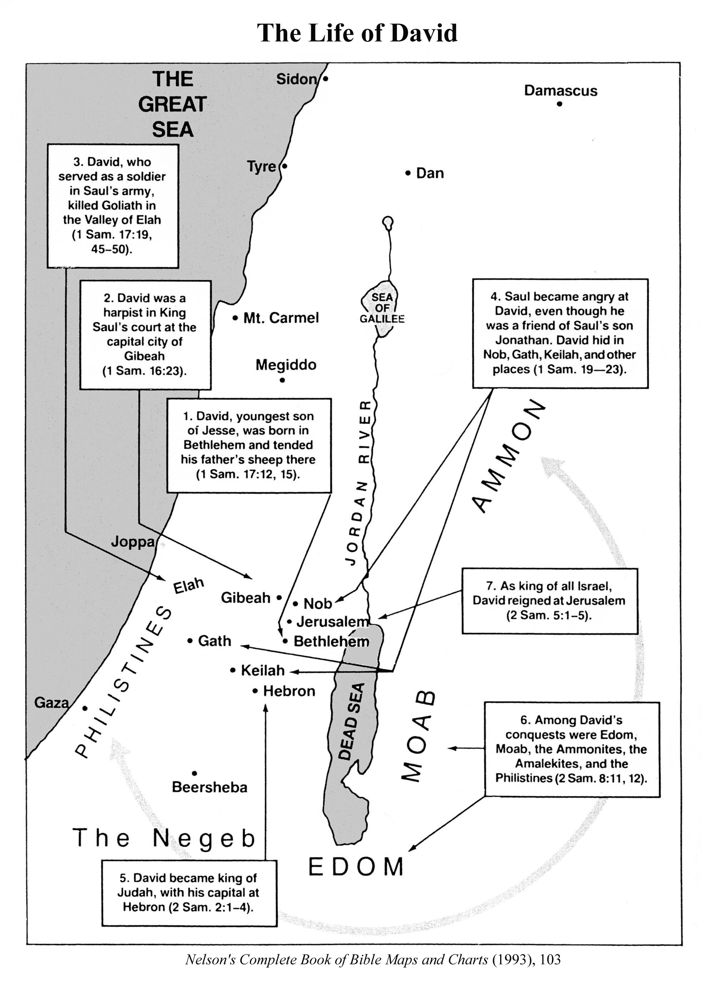 The Life of David
THE
GREAT
SEA
Sidon
Damascus
Tyre
Dan
3. David, who
served as a soldier
in Saul's army,
killed Goliath in
the Valley of Elah
(1 Sam. 17:19,
45–50).
2. David was a
harpist in King
Saul's court at the
capital city of
Gibeah
(1 Sam. 16:23).
Mt. Carmel
SEA
OF
GALILEE
4. Saul became angry at
David, even though he
was a friend of Saul's son
Jonathan. David hid in
Nob, Gath, Keilah, and other
places (1 Sam. 19—23).
Megiddo
1. David, youngest son
of Jesse, was born in
Bethlehem and tended
his father's sheep there
(1 Sam. 17:12, 15).
JORDAN RIVER
AMMON
Joppa
Elah
Gibeah
Nob
Jerusalem
Bethlehem
Gath
Keilah
Hebron
7. As king of all Israel,
David reigned at Jerusalem
(2 Sam. 5:1–5).
PHILISTINES
Gaza
DEAD SEA
MOAB
6. Among David's
conquests were Edom,
Moab, the Ammonites, the
Amalekites, and the
Philistines (2 Sam. 8:11, 12).
Beersheba
The Negeb
EDOM
5. David became king of
Judah, with his capital at
Hebron (2 Sam. 2:1–4).
Nelson's Complete Book of Bible Maps and Charts (1993), 103